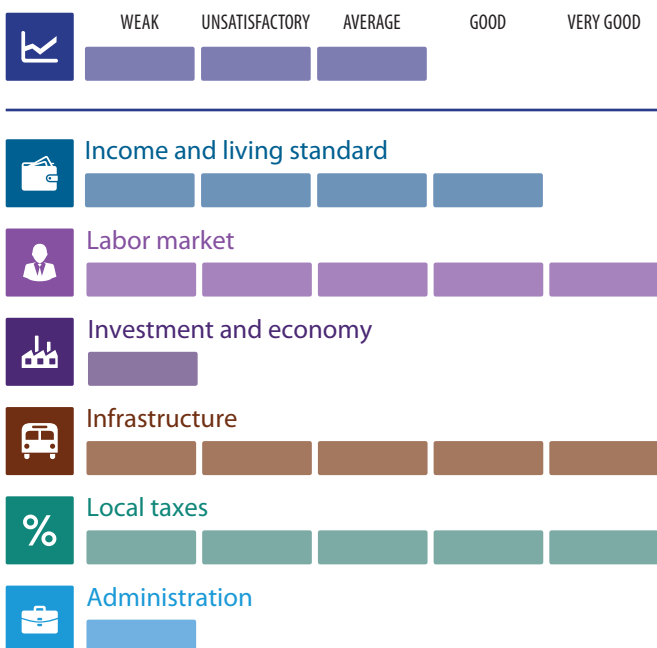 WEAK UNSATISFACTORY AVERAGE GOOD VERY GOOD
Income and living standard
Labor market
Investment and economy
Infrastructure
%
Local taxes
Administration